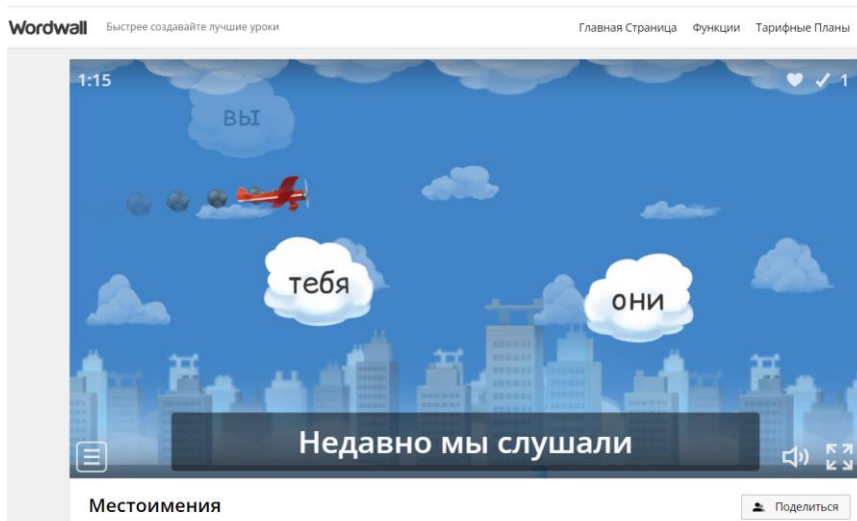 Wordwall Быстрее создавайте лучшие уроки Главная Страница Функции Тарифные Планы
1:15 1
вы
тебя
они
Недавно мы слушали
Местоимения Поделиться